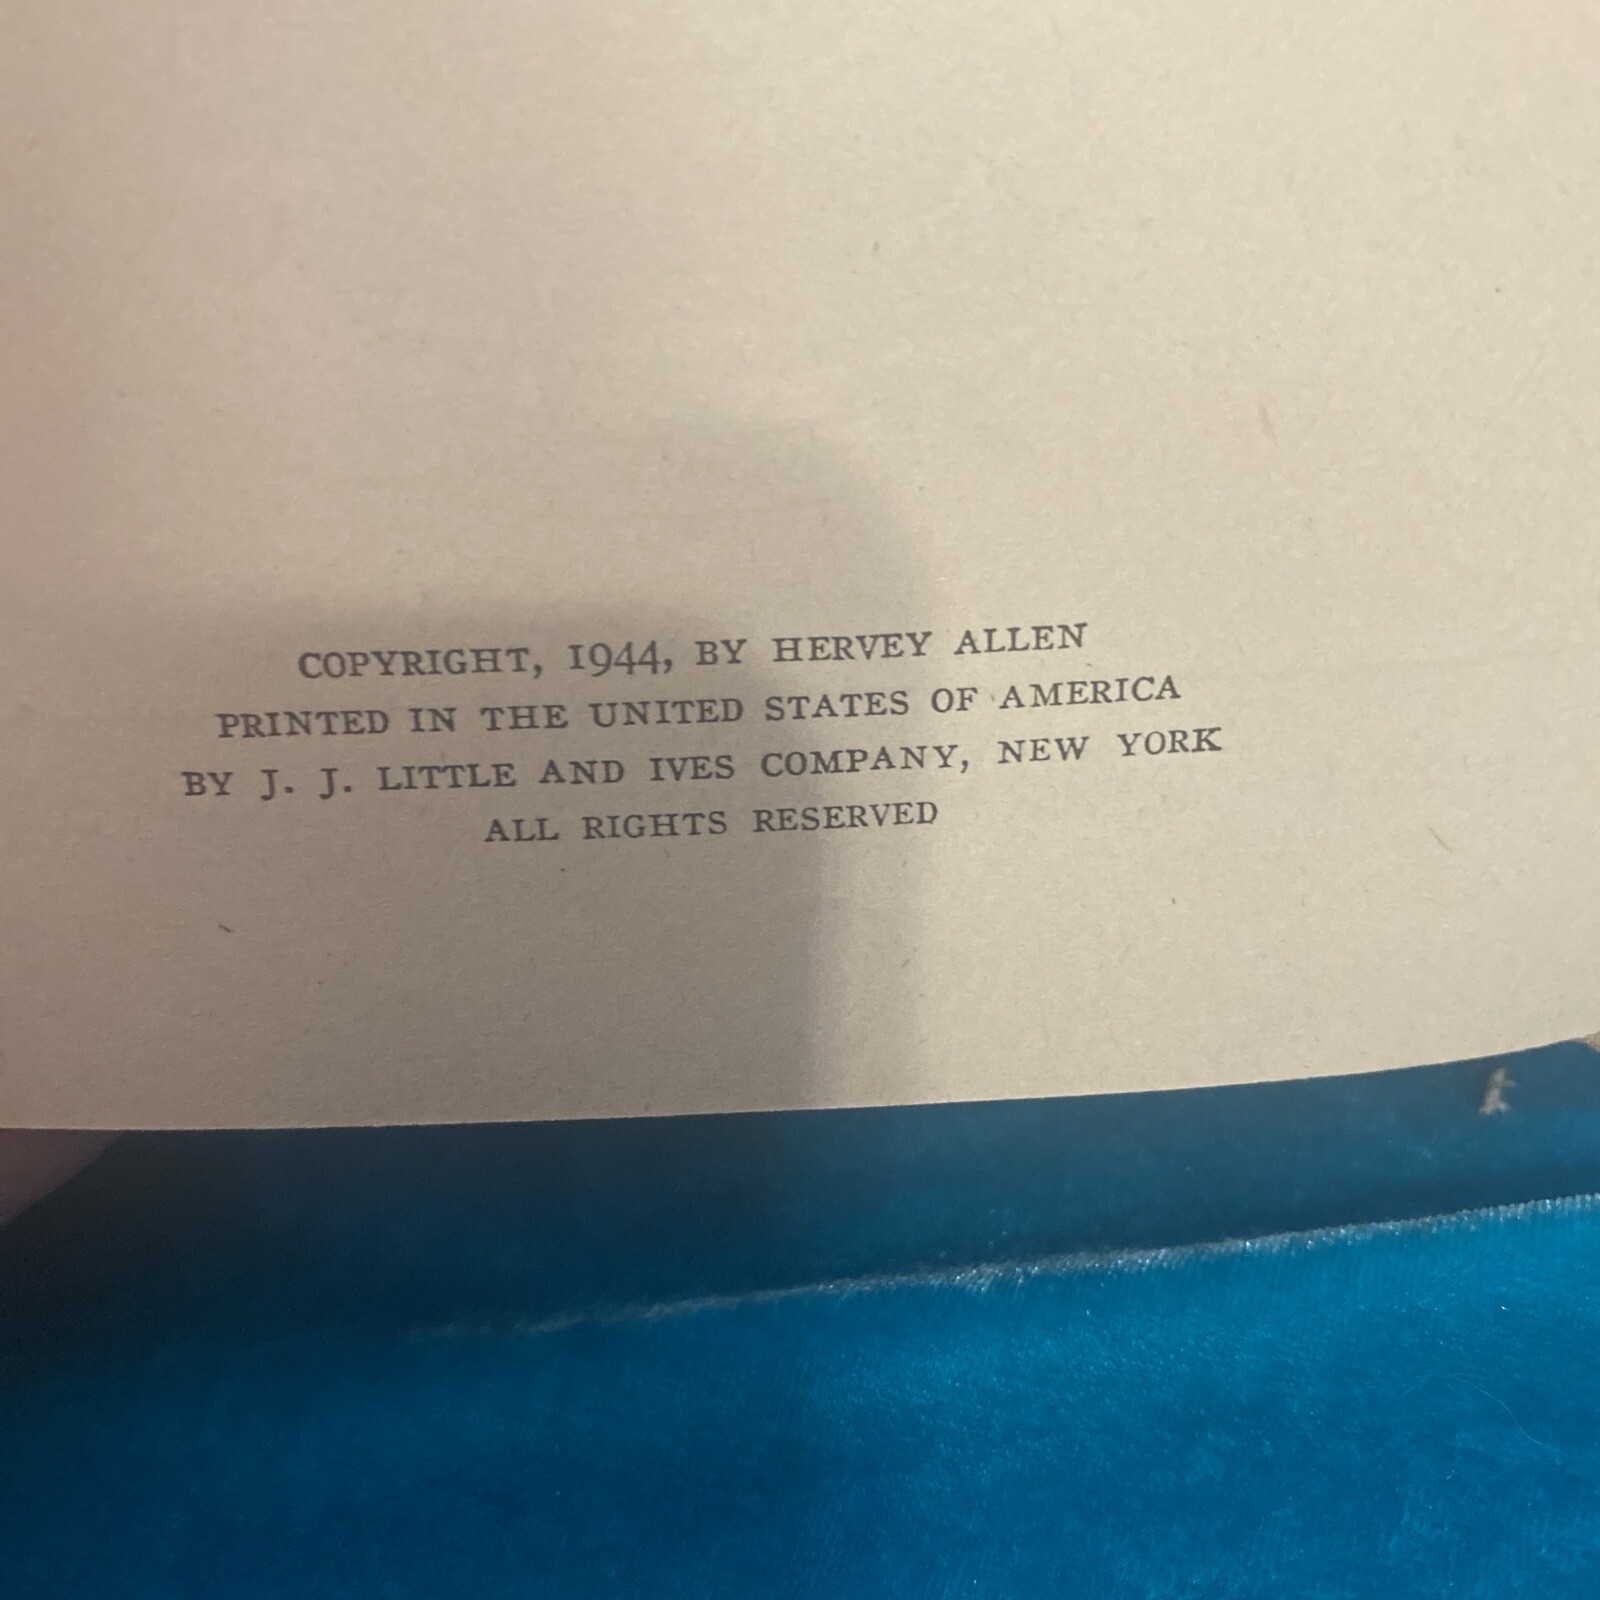 COPYRIGHT, 1944, BY HERVEY ALLEN
PRINTED IN THE UNITED STATES OF AMERICA
BY J. J. LITTLE AND IVES COMPANY, NEW YORK
ALL RIGHTS RESERVED